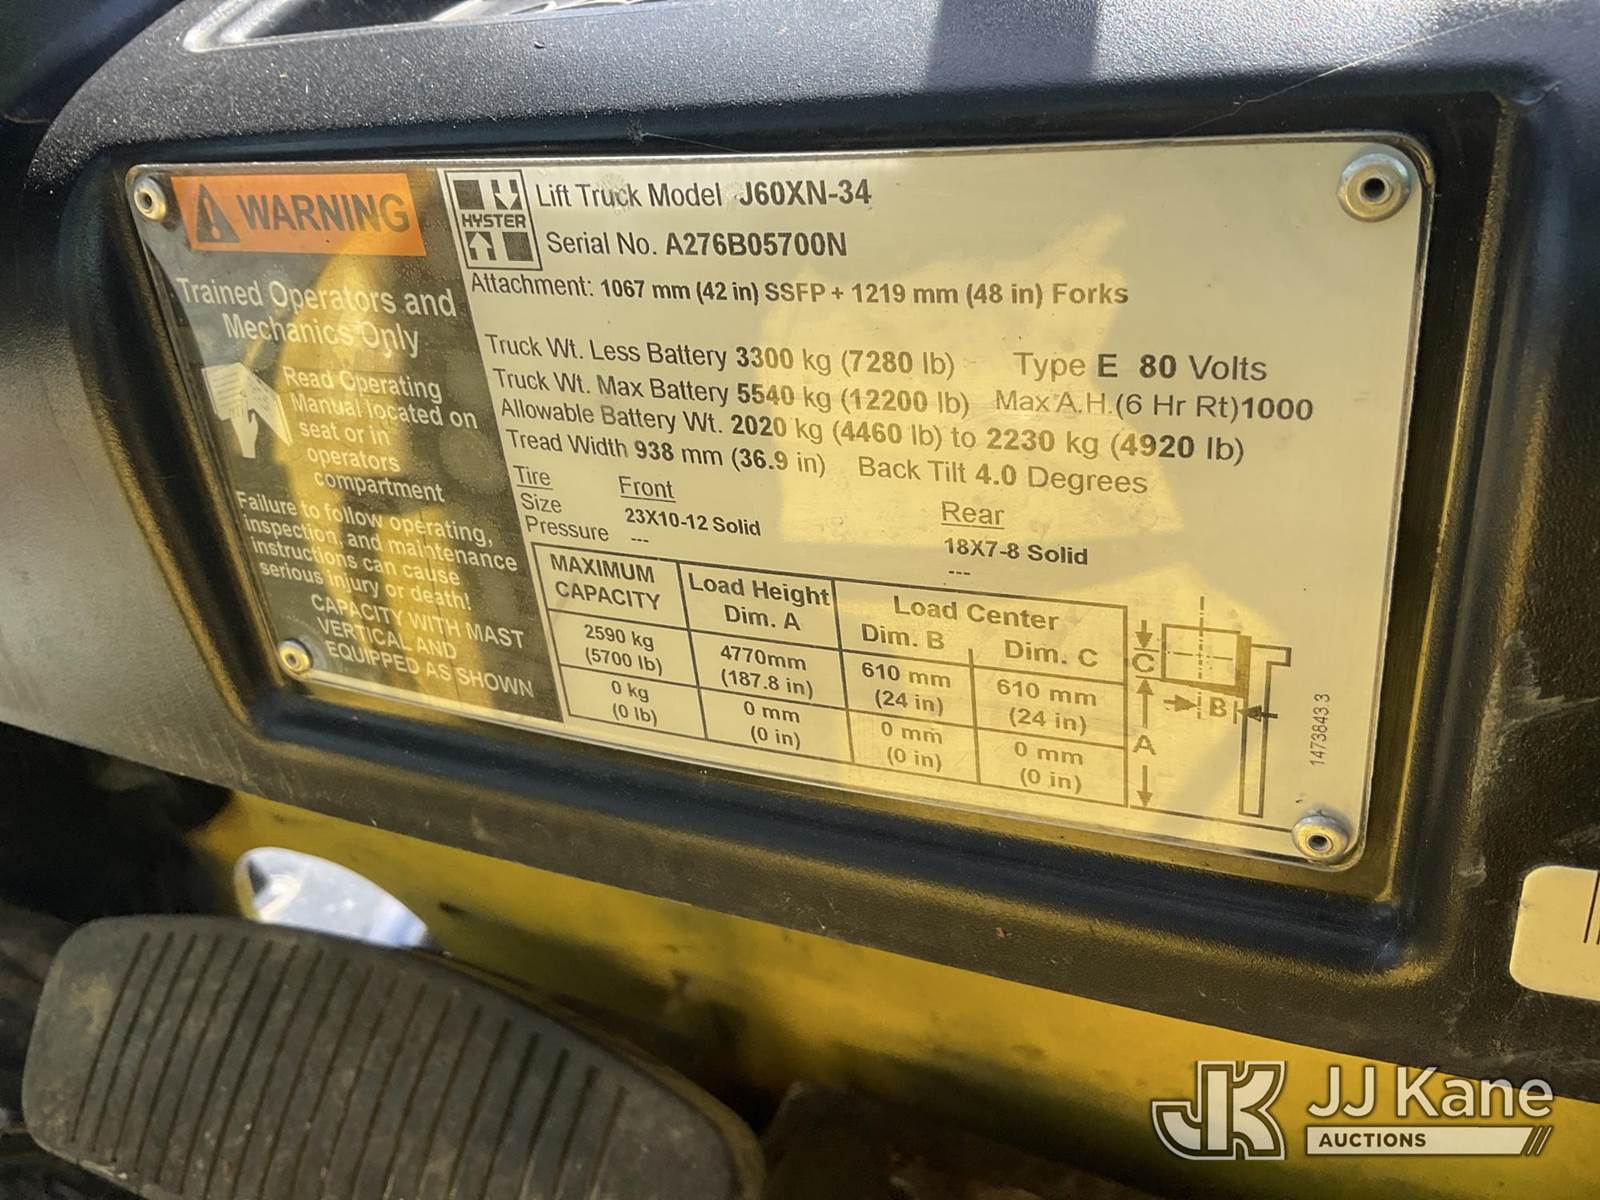 WARNING
Trained Operators and
Mechanics Only
Read Operating
Manual located on
seat or in
operators
compartment
Failure to follow operating,
inspection, and maintenance
instructions can cause
serious injury or death!
CAPACITY WITH MAST
VERTICAL AND
EQUIPPED AS SHOWN
HYSTER
Lift Truck Model J60XN-34
Serial No. A276B05700N
Attachment: 1067 mm (42 in) SSFP + 1219 mm (48 in) Forks
Truck Wt. Less Battery 3300 kg (7280 lb) Type E 80 Volts
Truck Wt. Max Battery 5540 kg (12200 lb) Max A.H.(6 Hr Rt)1000
Allowable Battery Wt. 2020 kg (4460 lb) to 2230 kg (4920 lb)
Tread Width 938 mm (36.9 in) Back Tilt 4.0 Degrees
Tire Front Rear
Size 23X10-12 Solid 18X7-8 Solid
Pressure --- ---
MAXIMUM CAPACITY Load Height Dim. A Load Center Dim. B Dim. C
2590 kg (5700 lb) 4770mm (187.8 in) 610 mm (24 in) 610 mm (24 in)
0 kg (0 lb) 0 mm (0 in) 0 mm (0 in) 0 mm (0 in)
C
B
A
1473843 3
JK JJ Kane
AUCTIONS